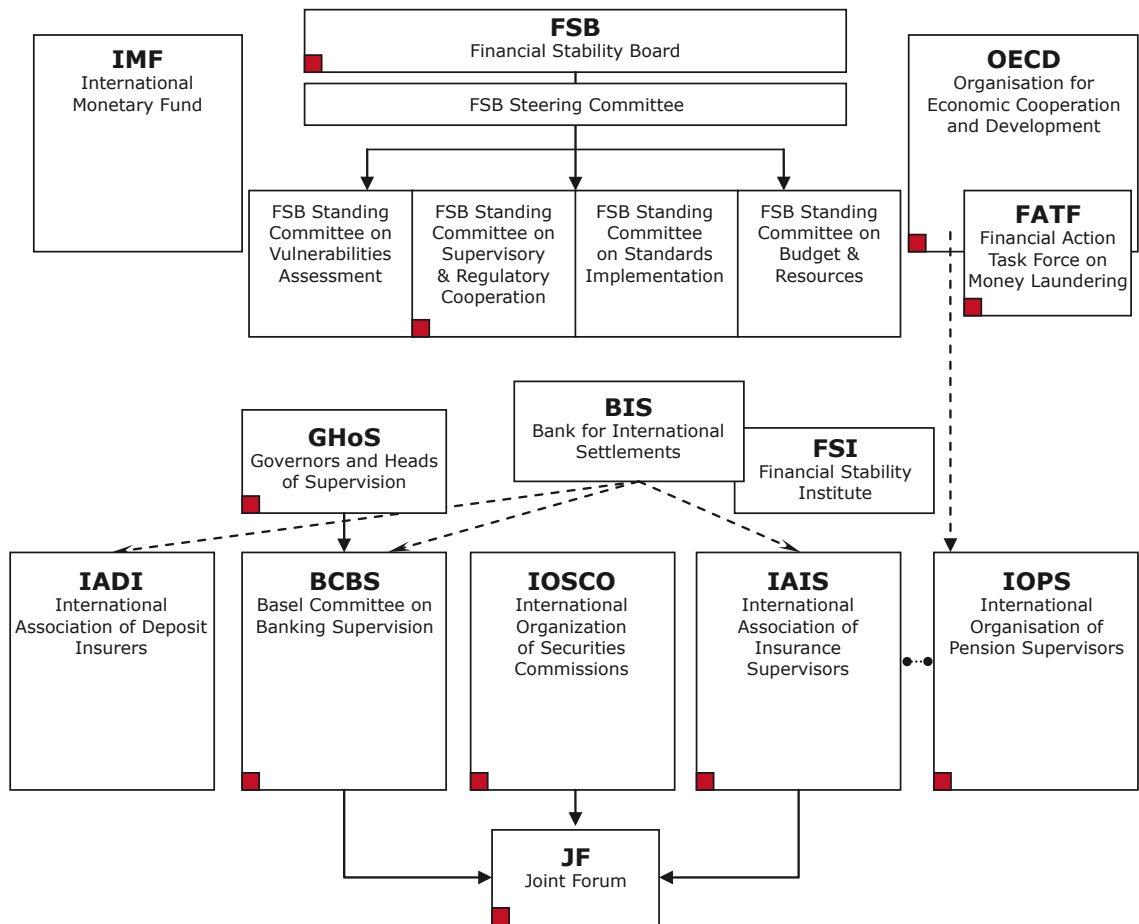 FSB
Financial Stability Board
IMF
International
Monetary Fund
OECD
Organisation for
Economic Cooperation
and Development
FSB Steering Committee
FSB Standing
Committee on
Vulnerabilities
Assessment
FSB Standing
Committee on
Supervisory
& Regulatory
Cooperation
FSB Standing
Committee
on Standards
Implementation
FSB Standing
Committee on
Budget &
Resources
FATF
Financial Action
Task Force on
Money Laundering
BIS
Bank for International
Settlements
GHoS
Governors and Heads
of Supervision
FSI
Financial Stability
Institute
IADI
International
Association of Deposit
Insurers
BCBS
Basel Committee on
Banking Supervision
IOSCO
International
Organization
of Securities
Commissions
IAIS
International
Association of
Insurance
Supervisors
IOPS
International
Organisation of
Pension Supervisors
JF
Joint Forum